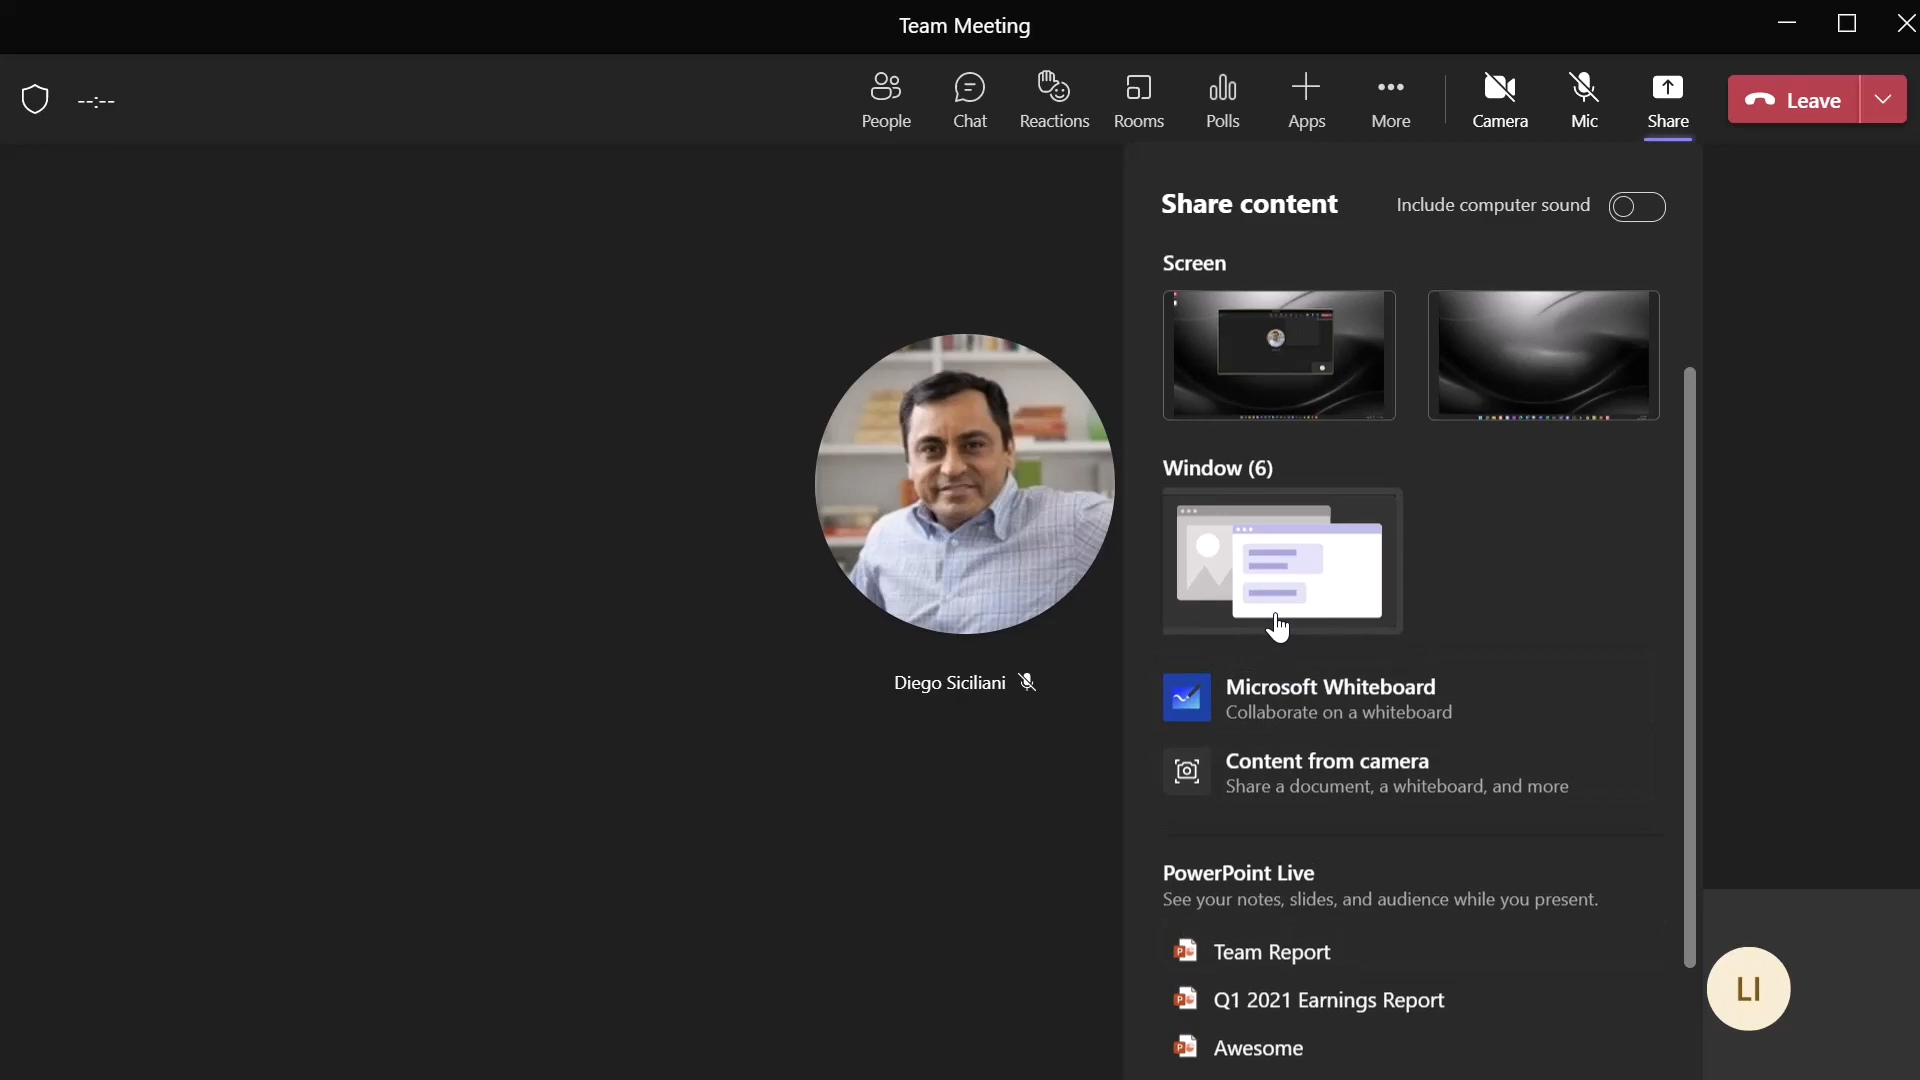 Team Meeting
--:--
People
Chat
Reactions
Rooms
Polls
Apps
More
Camera
Mic
Share
Leave
Share content
Include computer sound
Screen
Window (6)
Microsoft Whiteboard
Collaborate on a whiteboard
Content from camera
Share a document, a whiteboard, and more
PowerPoint Live
See your notes, slides, and audience while you present.
Team Report
Q1 2021 Earnings Report
Awesome
Diego Siciliani
LI